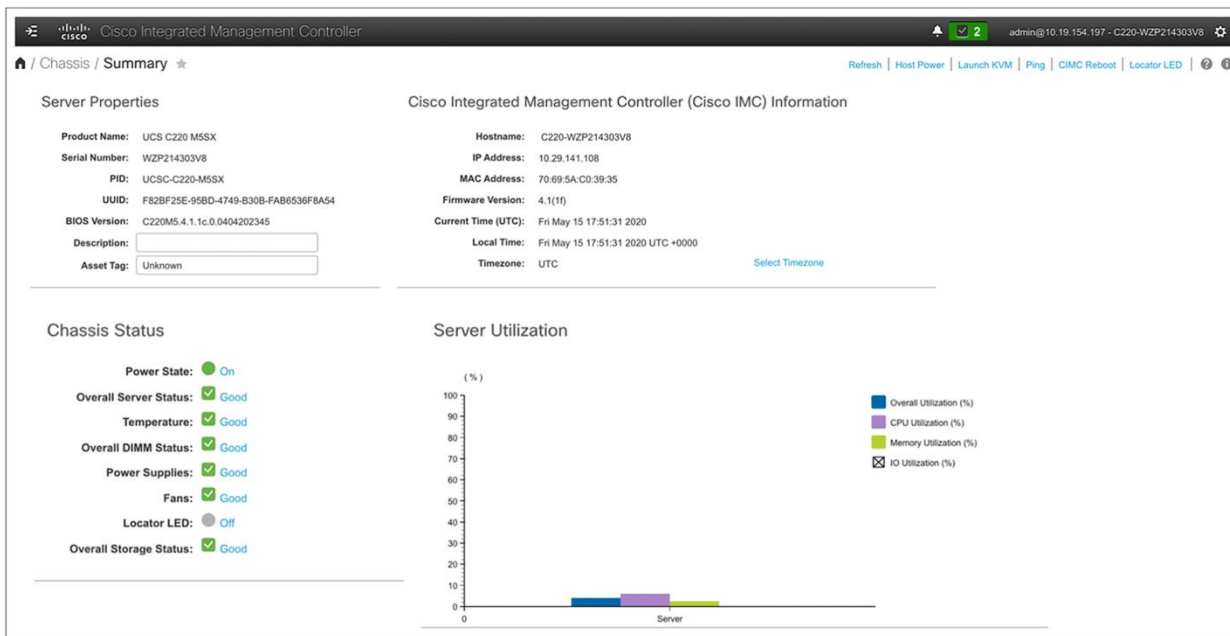 cisco Cisco Integrated Management Controller 2 admin@10.19.154.197 - C220-WZP214303V8
/ Chassis / Summary Refresh | Host Power | Launch KVM | Ping | CIMC Reboot | Locator LED |
Server Properties
Product Name: UCS C220 M5SX
Serial Number: WZP214303V8
PID: UCSC-C220-M5SX
UUID: F82BF25E-95BD-4749-B30B-FAB6536F8A54
BIOS Version: C220M5.4.1.1c.0.0404202345
Description:
Asset Tag: Unknown
Cisco Integrated Management Controller (Cisco IMC) Information
Hostname: C220-WZP214303V8
IP Address: 10.29.141.108
MAC Address: 70:69:5A:C0:39:35
Firmware Version: 4.1(1f)
Current Time (UTC): Fri May 15 17:51:31 2020
Local Time: Fri May 15 17:51:31 2020 UTC +0000
Timezone: UTC Select Timezone
Chassis Status
Power State: On
Overall Server Status: Good
Temperature: Good
Overall DIMM Status: Good
Power Supplies: Good
Fans: Good
Locator LED: Off
Overall Storage Status: Good
Server Utilization
( % )
100
90
80
70
60
50
40
30
20
10
0
0 Server
Overall Utilization (%)
CPU Utilization (%)
Memory Utilization (%)
IO Utilization (%)